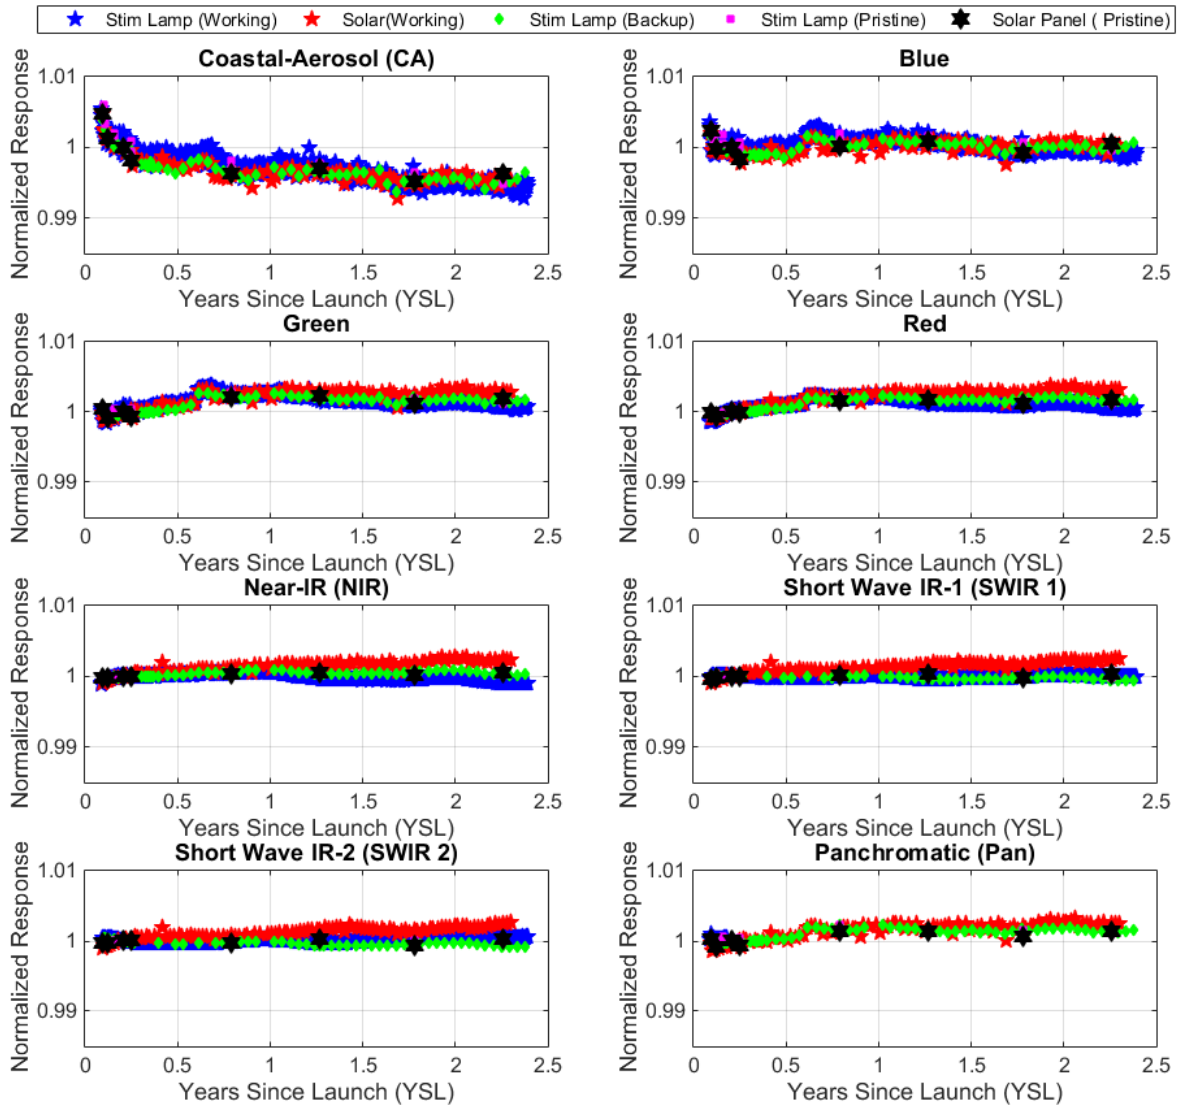 Stim Lamp (Working) Solar(Working) Stim Lamp (Backup) Stim Lamp (Pristine) Solar Panel ( Pristine)
Coastal-Aerosol (CA)
Normalized Response
1.01
1
0.99
0 0.5 1 1.5 2 2.5
Years Since Launch (YSL)
Blue
Normalized Response
1.01
1
0.99
0 0.5 1 1.5 2 2.5
Years Since Launch (YSL)
Green
Normalized Response
1.01
1
0.99
0 0.5 1 1.5 2 2.5
Years Since Launch (YSL)
Red
Normalized Response
1.01
1
0.99
0 0.5 1 1.5 2 2.5
Years Since Launch (YSL)
Near-IR (NIR)
Normalized Response
1.01
1
0.99
0 0.5 1 1.5 2 2.5
Years Since Launch (YSL)
Short Wave IR-1 (SWIR 1)
Normalized Response
1.01
1
0.99
0 0.5 1 1.5 2 2.5
Years Since Launch (YSL)
Short Wave IR-2 (SWIR 2)
Normalized Response
1.01
1
0.99
0 0.5 1 1.5 2 2.5
Years Since Launch (YSL)
Panchromatic (Pan)
Normalized Response
1.01
1
0.99
0 0.5 1 1.5 2 2.5
Years Since Launch (YSL)